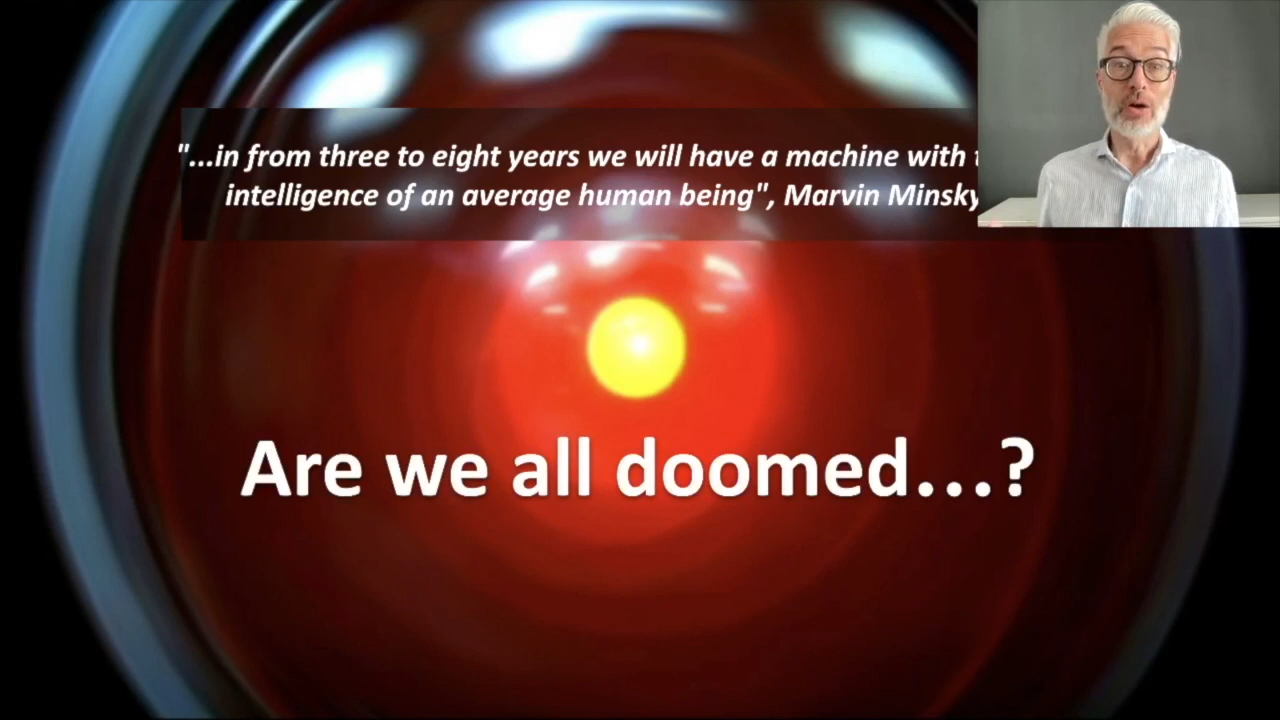 "...in from three to eight years we will have a machine with
intelligence of an average human being", Marvin Minsky
Are we all doomed...?